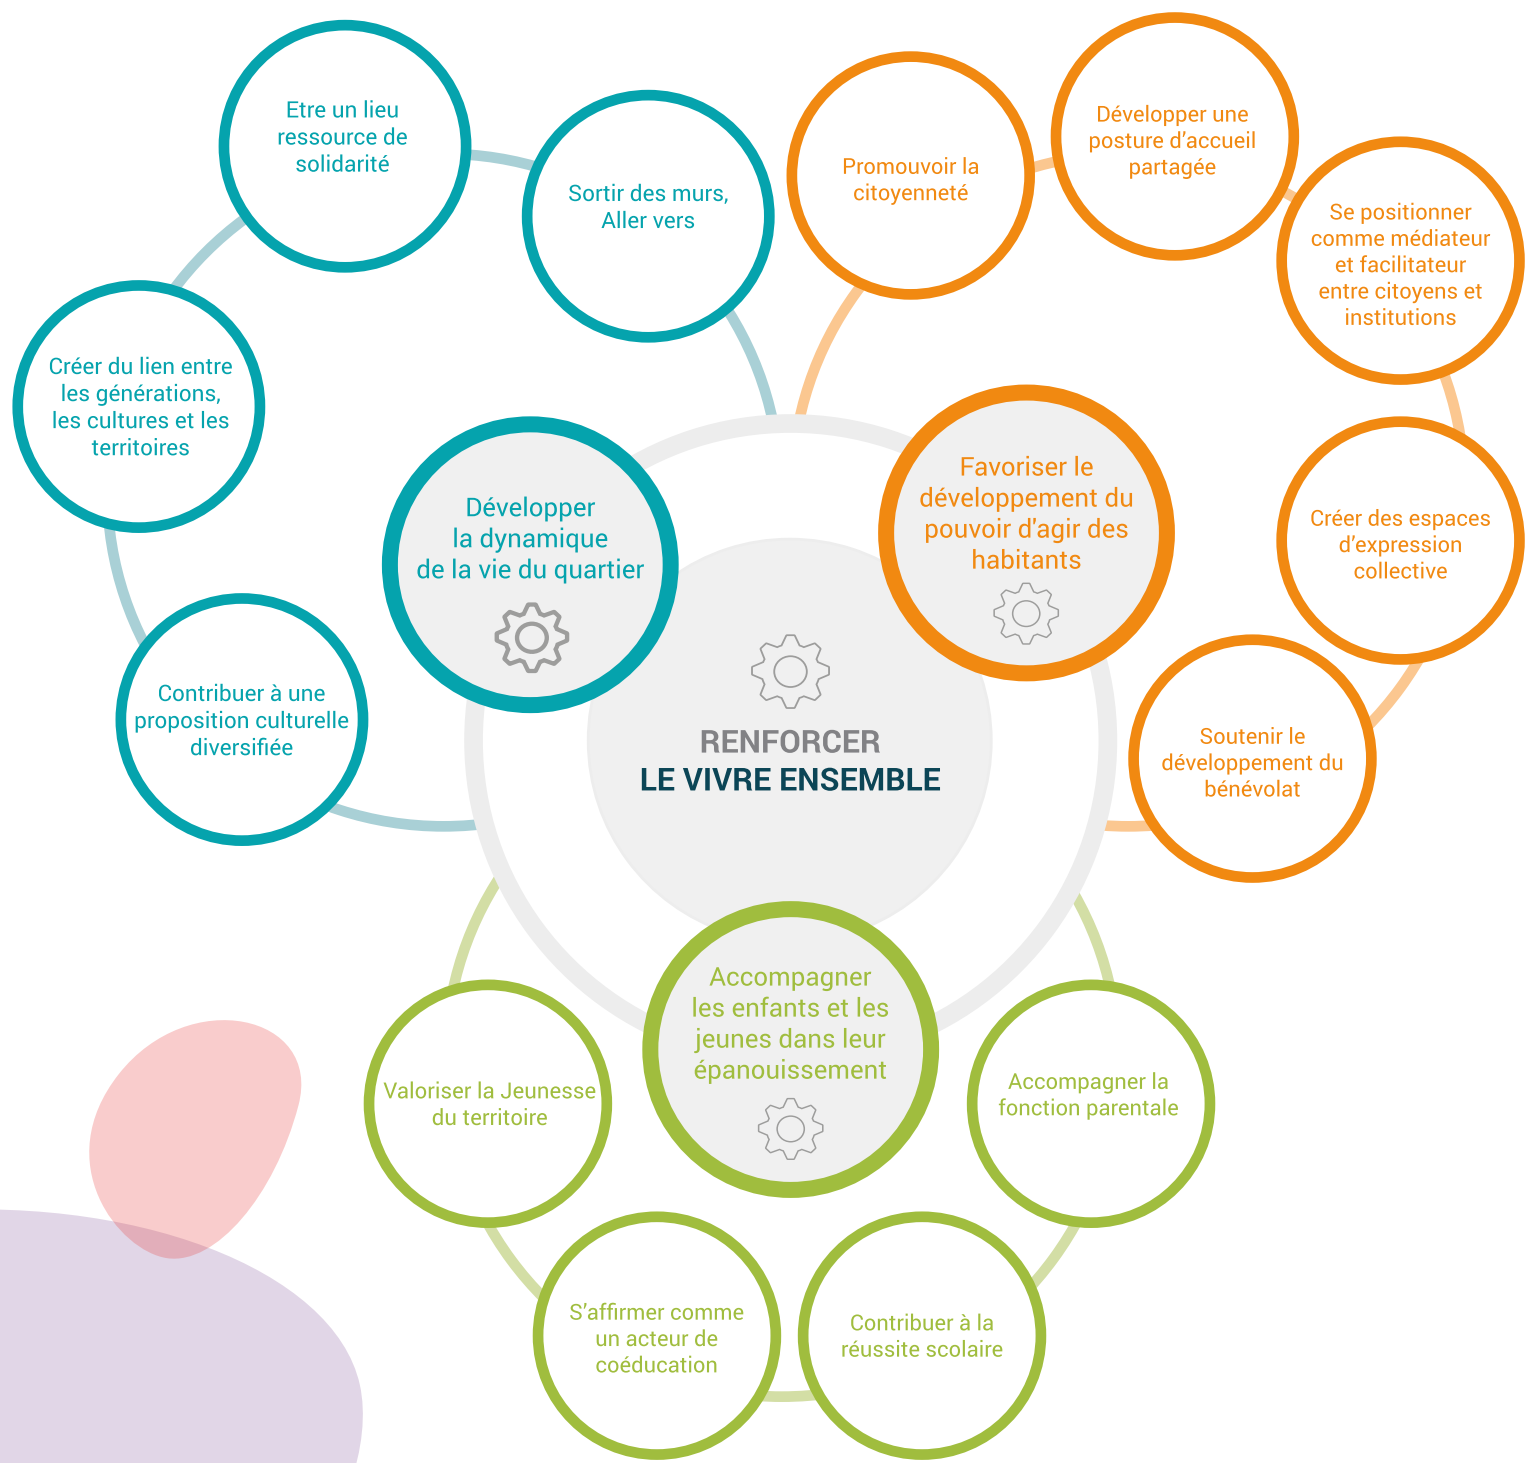 Etre un lieu
ressource de
solidarité
Sortir des murs,
Aller vers
Créer du lien entre
les générations,
les cultures et les
territoires
Contribuer à une
proposition culturelle
diversifiée
Développer
la dynamique
de la vie du quartier
Promouvoir la
citoyenneté
Développer une
posture d’accueil
partagée
Se positionner
comme médiateur
et facilitateur
entre citoyens et
institutions
Créer des espaces
d’expression
collective
Soutenir le
développement du
bénévolat
Favoriser le
développement du
pouvoir d’agir des
habitants
RENFORCER
LE VIVRE ENSEMBLE
Accompagner
les enfants et les
jeunes dans leur
épanouissement
Valoriser la Jeunesse
du territoire
S’affirmer comme
un acteur de
coéducation
Contribuer à la
réussite scolaire
Accompagner la
fonction parentale